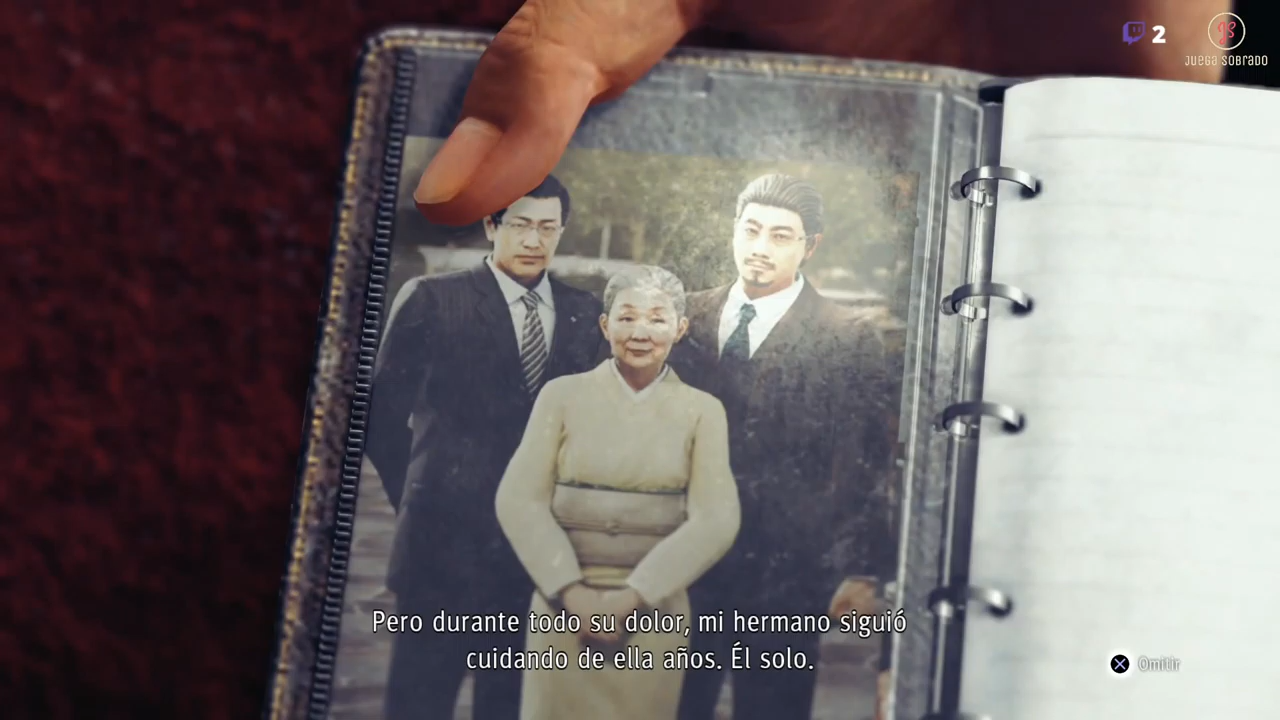 2
JUEGA SOBRADO
Pero durante todo su dolor, mi hermano siguió
cuidando de ella años. Él solo.
Omitir